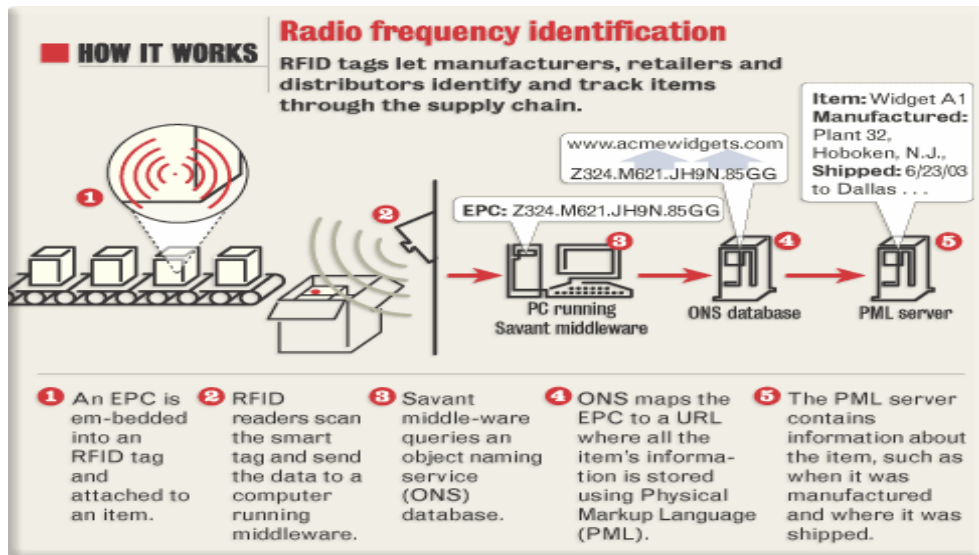 HOW IT WORKS
Radio frequency identification
RFID tags let manufacturers, retailers and
distributors identify and track items
through the supply chain.
1
2
EPC: Z324.M621.JH9N.85GG
3
PC running
Savant middleware
www.acmewidgets.com
Z324.M621.JH9N.85GG
4
ONS database
Item: Widget A1
Manufactured:
Plant 32,
Hoboken, N.J.,
Shipped: 6/23/03
to Dallas . . .
5
PML server
1 An EPC is
em-bedded
into an
RFID tag
and
attached to
an item.
2 RFID
readers scan
the smart
tag and send
the data to a
computer
running
middleware.
3 Savant
middle-ware
queries an
object naming
service
(ONS)
database.
4 ONS maps the
EPC to a URL
where all the
item's informa-
tion is stored
using Physical
Markup Language
(PML).
5 The PML server
contains
information about
the item, such as
when it was
manufactured
and where it was
shipped.